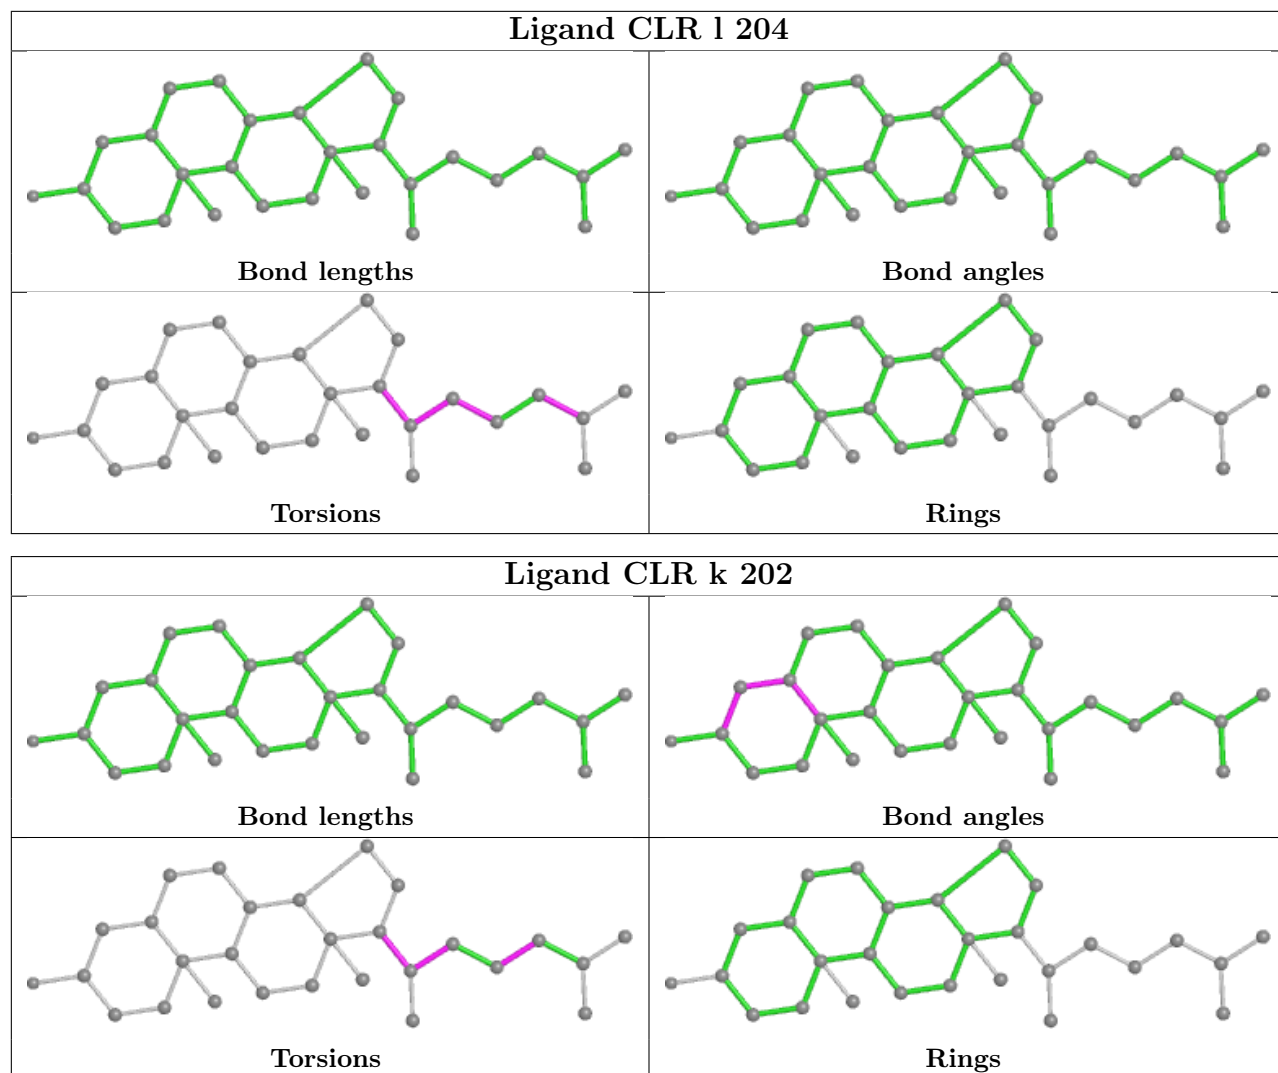 Ligand CLR l 204
Bond lengths
Bond angles
Torsions
Rings
Ligand CLR k 202
Bond lengths
Bond angles
Torsions
Rings